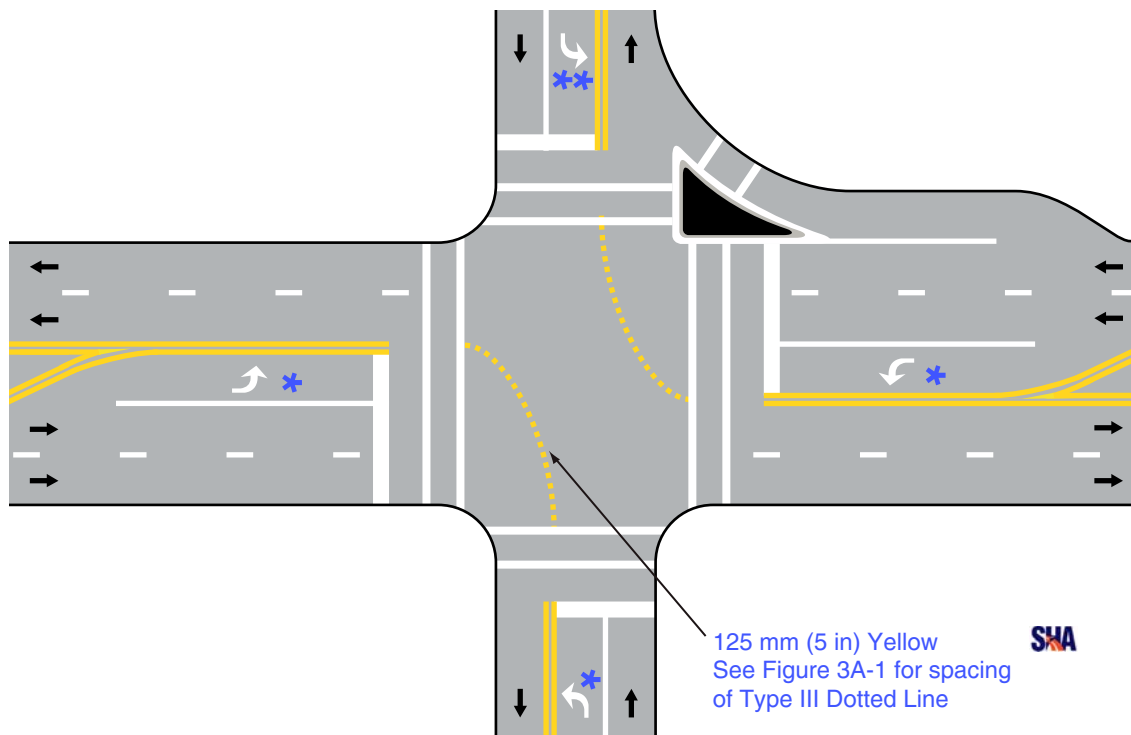 **
*
*
*
125 mm (5 in) Yellow
See Figure 3A-1 for spacing
of Type III Dotted Line
SHA